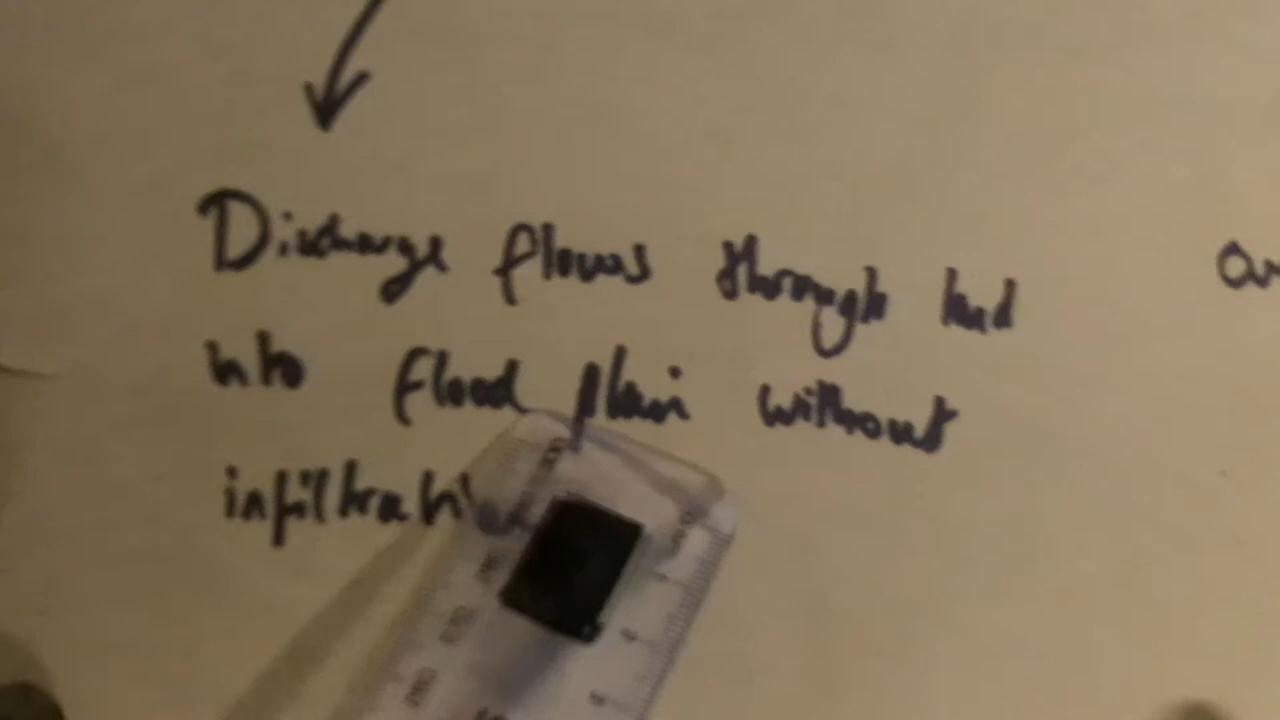 Discharge flows through land
into flood plain without
infiltration